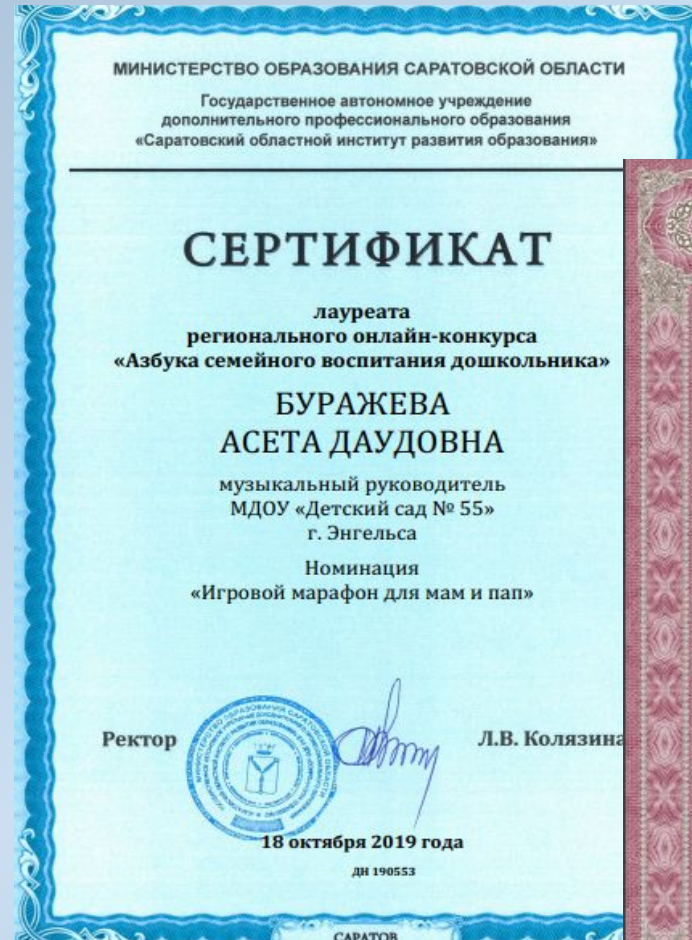 МИНИСТЕРСТВО ОБРАЗОВАНИЯ САРАТОВСКОЙ ОБЛАСТИ
Государственное автономное учреждение
дополнительного профессионального образования
«Саратовский областной институт развития образования»
СЕРТИФИКАТ
лауреата
регионального онлайн-конкурса
«Азбука семейного воспитания дошкольника»
БУРАЖЕВА
АСЕТА ДАУДОВНА
музыкальный руководитель
МДОУ «Детский сад № 55»
г. Энгельса
Номинация
«Игровой марафон для мам и пап»
Ректор Л.В. Колязина
18 октября 2019 года
ДН 190553
САРАТОВ